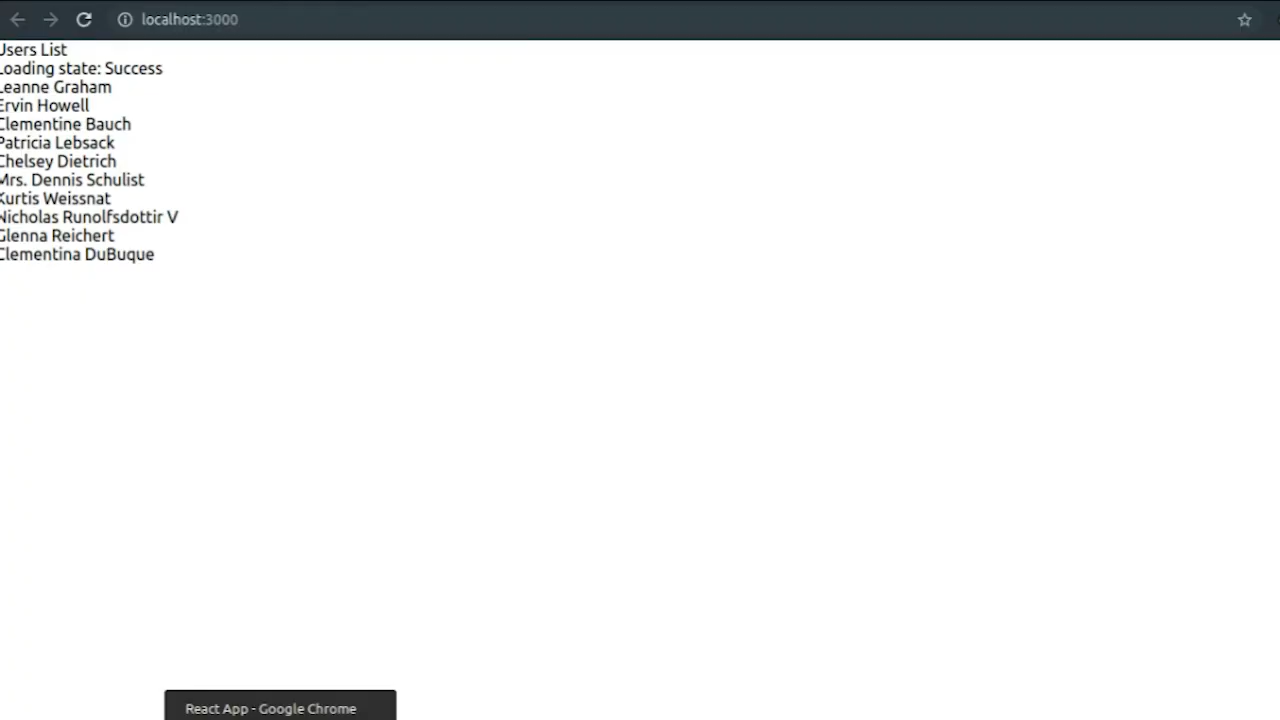 localhost:3000
Users List
Loading state: Success
Leanne Graham
Ervin Howell
Clementine Bauch
Patricia Lebsack
Chelsey Dietrich
Mrs. Dennis Schulist
Kurtis Weissnat
Nicholas Runolfsdottir V
Glenna Reichert
Clementina DuBuque
React App - Google Chrome